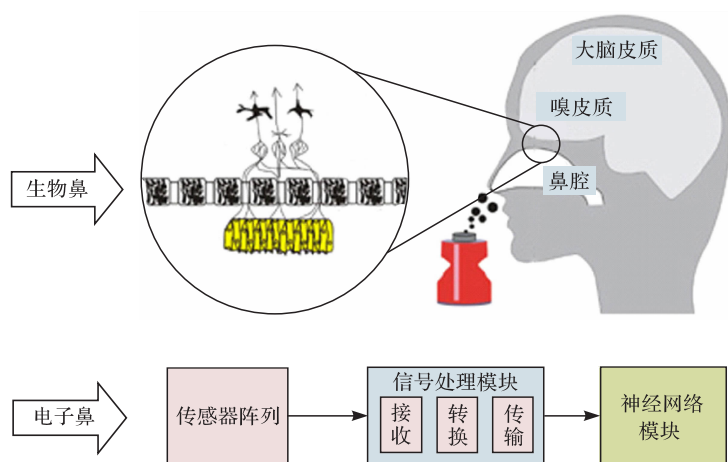 大脑皮质
嗅皮质
鼻腔
生物鼻
电子鼻
传感器阵列
信号处理模块
接收
转换
传输
神经网络
模块